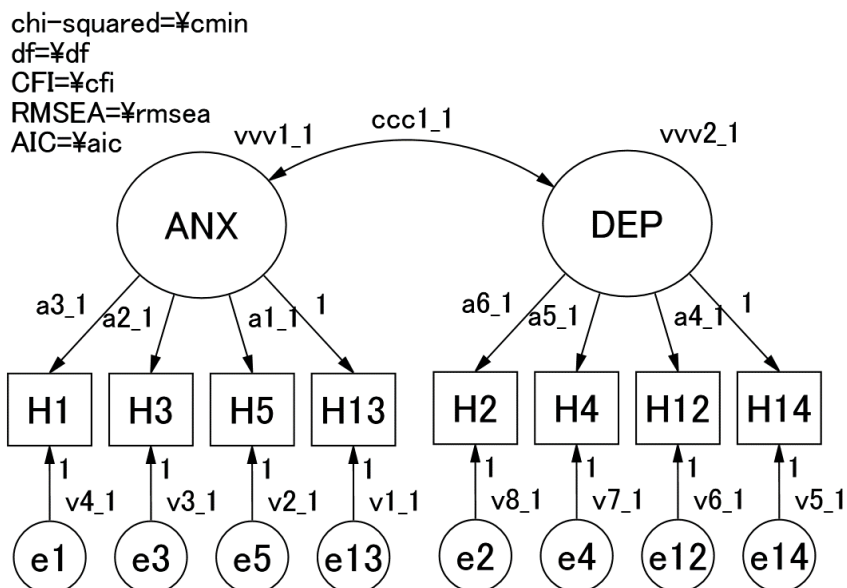 chi-squared=¥cmin
df=¥df
CFI=¥cfi
RMSEA=¥rmsea
AIC=¥aic
vvv1_1
ccc1_1
vvv2_1
ANX
DEP
a3_1
a2_1
a1_1
1
a6_1
a5_1
a4_1
1
H1
H3
H5
H13
H2
H4
H12
H14
1
1
1
1
1
1
1
1
v4_1
v3_1
v2_1
v1_1
v8_1
v7_1
v6_1
v5_1
e1
e3
e5
e13
e2
e4
e12
e14